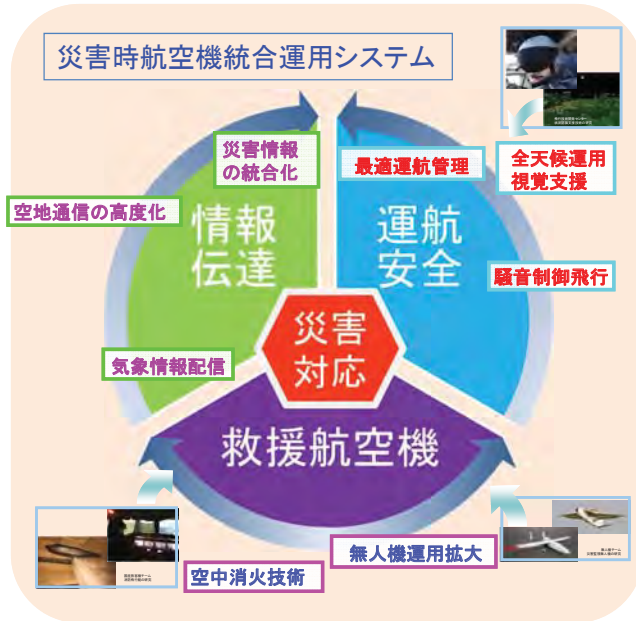 災害時航空機統合運用システム
災害情報
の統合化
最適運航管理
全天候運用
視覚支援
空地通信の高度化
情報
伝達
運航
安全
騒音制御飛行
災害
対応
気象情報配信
救援航空機
無人機運用拡大
空中消火技術